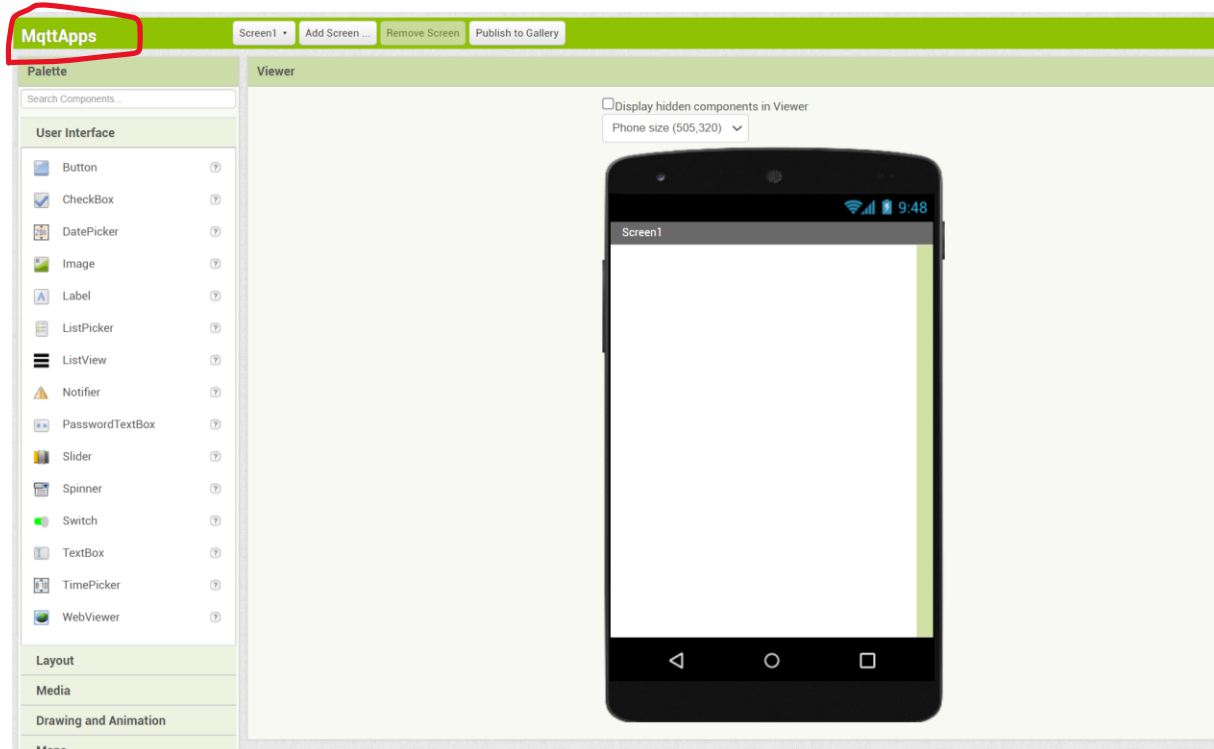 MqttApps
Screen1
Add Screen ...
Remove Screen
Publish to Gallery
Palette
Viewer
Search Components...
Display hidden components in Viewer
Phone size (505,320)
User Interface
Button
CheckBox
DatePicker
Image
Label
ListPicker
ListView
Notifier
PasswordTextBox
Slider
Spinner
Switch
TextBox
TimePicker
WebViewer
Layout
Media
Drawing and Animation
9:48
Screen1